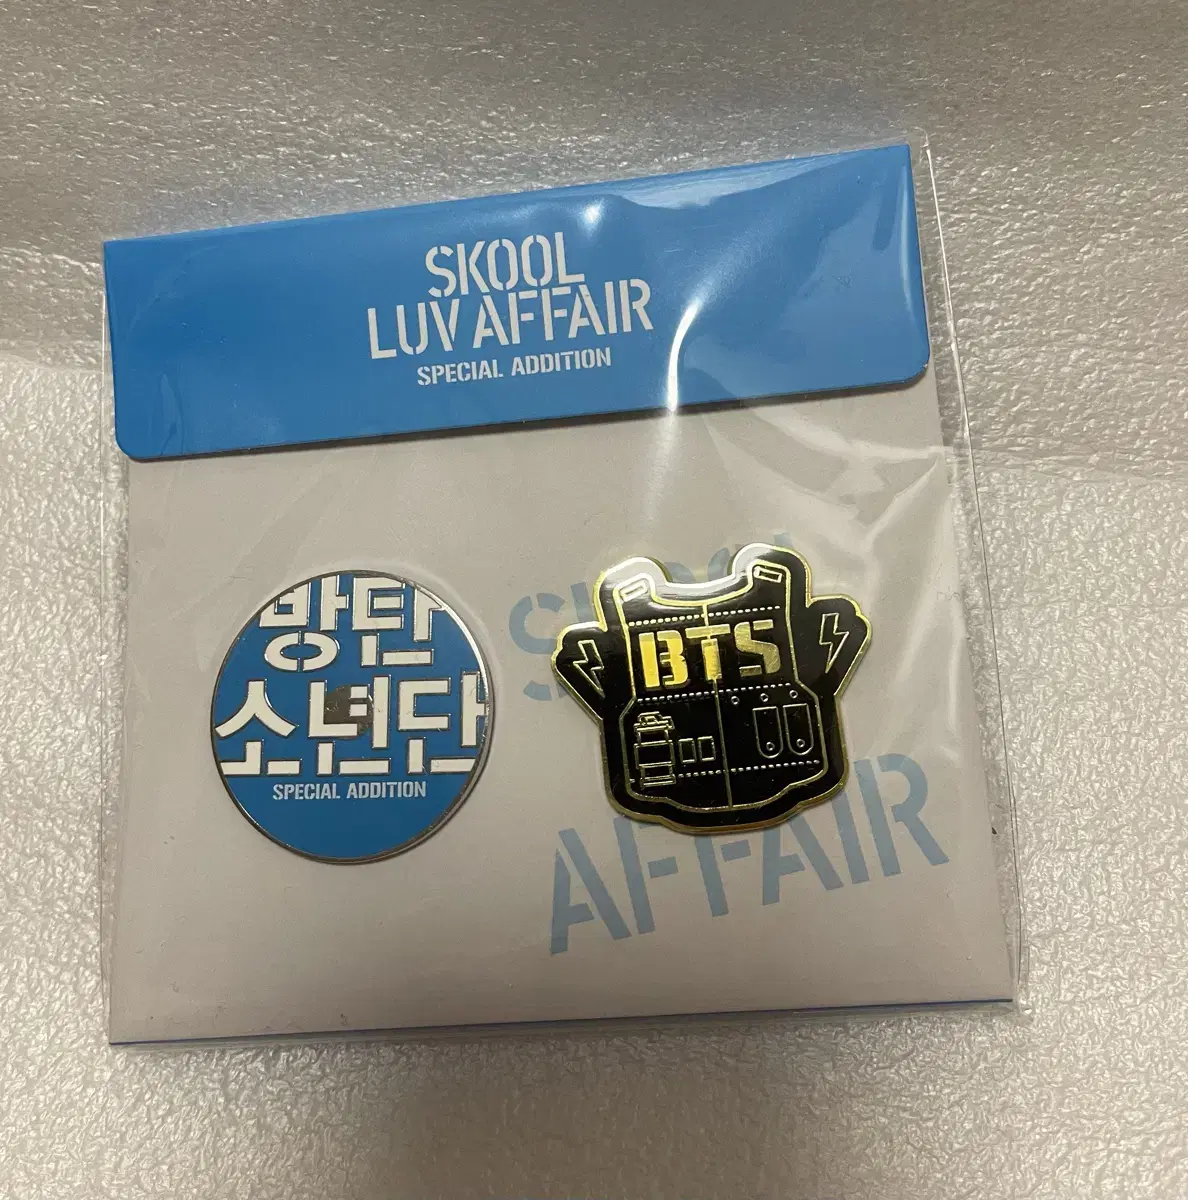 SKOOL
LUV AFFAIR
SPECIAL ADDITION
방탄
소년단
SPECIAL ADDITION
BTS
AFFAIR